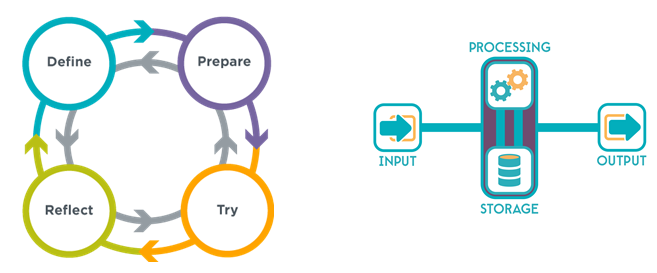 Define
Prepare
Reflect
Try
PROCESSING
INPUT
OUTPUT
STORAGE